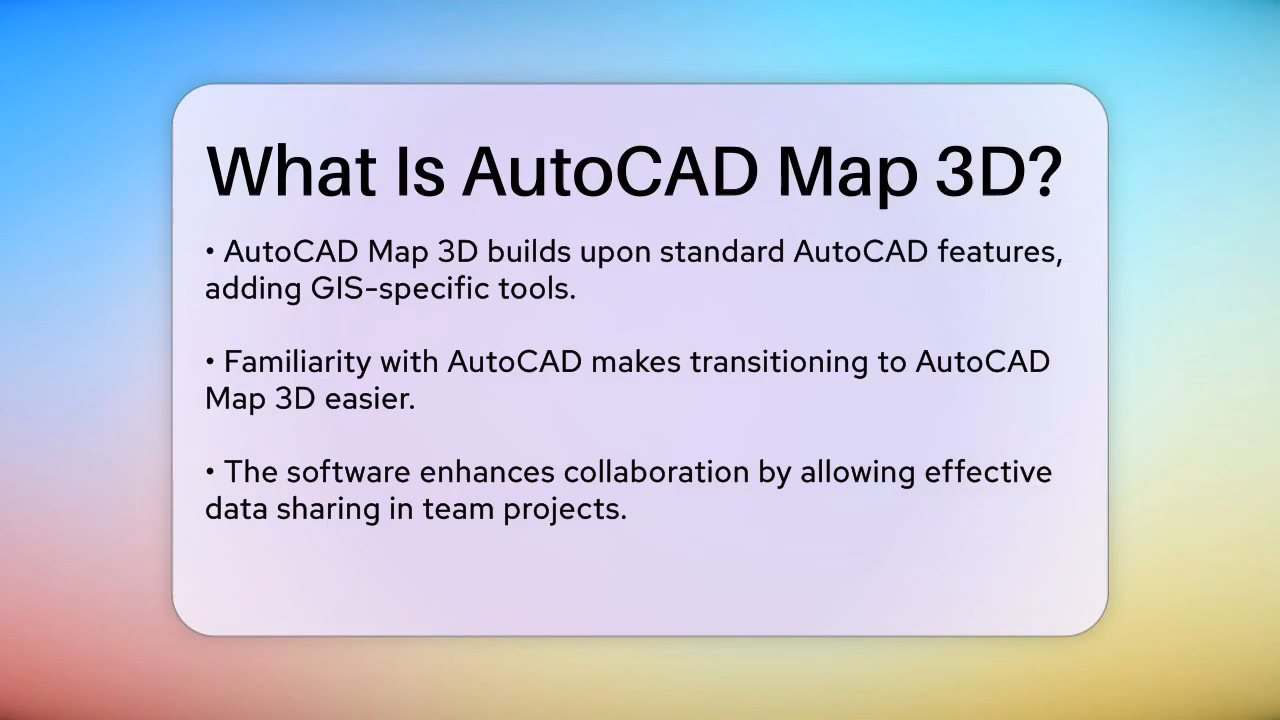 What Is AutoCAD Map 3D?
• AutoCAD Map 3D builds upon standard AutoCAD features,
adding GIS-specific tools.
• Familiarity with AutoCAD makes transitioning to AutoCAD
Map 3D easier.
• The software enhances collaboration by allowing effective
data sharing in team projects.